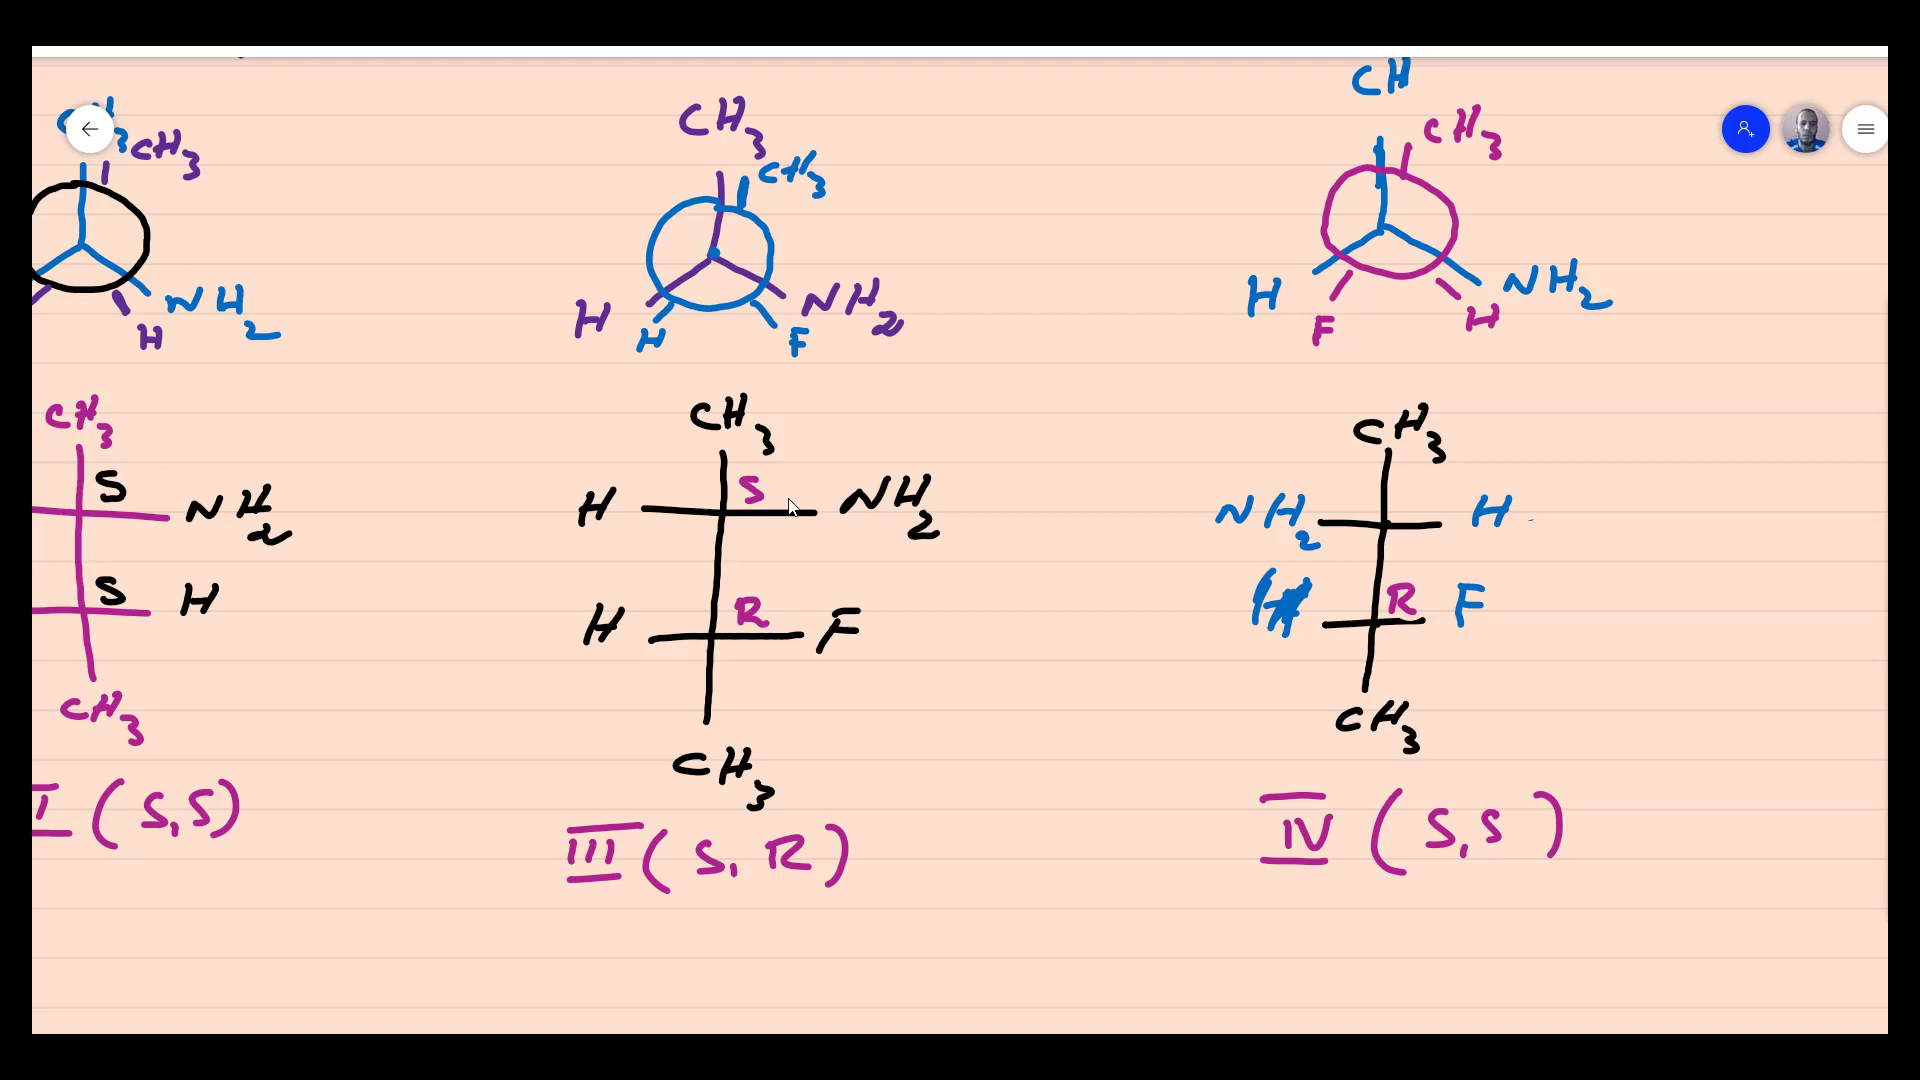 CH3 CH3
NH2
H
CH3
S NH2
S H
CH3
I (S,S)
CH3
CH3
H H F NH2
CH3
H S NH2
H R F
CH3
III (S, R)
CH
CH3
H F H NH2
CH3
NH2 H
R F
CH3
IV (S,S)